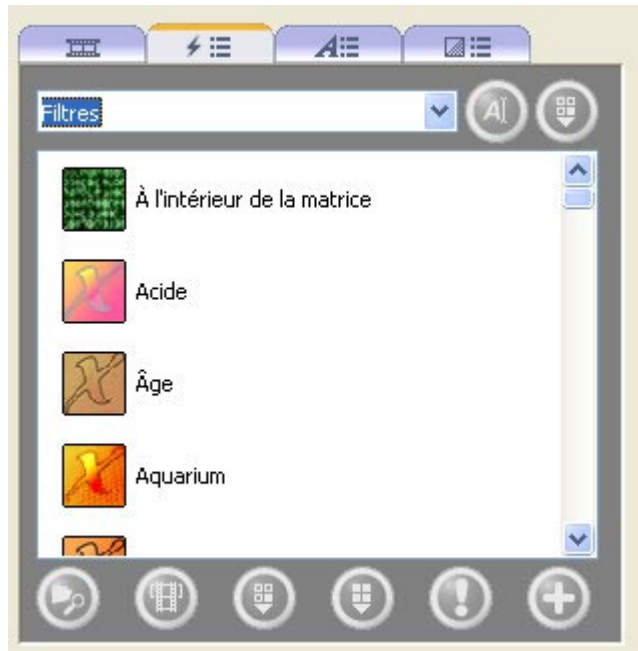 Filtres
À l'intérieur de la matrice
Acide
Âge
Aquarium